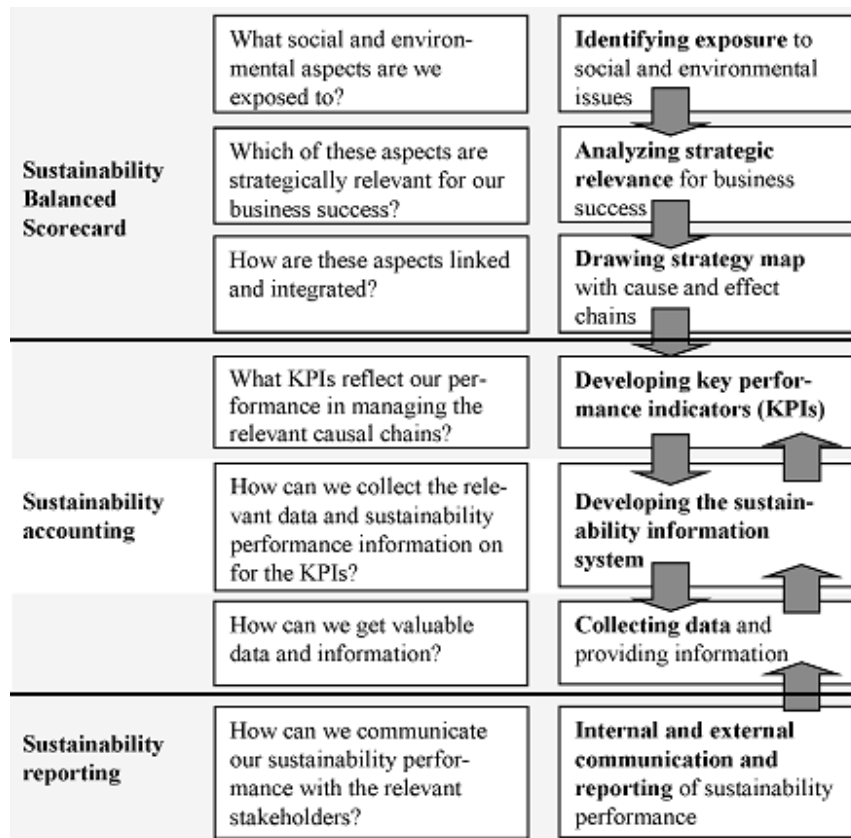 What social and environ-
mental aspects are we
exposed to?
Identifying exposure to
social and environmental
issues
Sustainability
Balanced
Scorecard
Which of these aspects are
strategically relevant for our
business success?
Analyzing strategic
relevance for business
success
How are these aspects linked
and integrated?
Drawing strategy map
with cause and effect
chains
What KPIs reflect our per-
formance in managing the
relevant causal chains?
Developing key perfor-
mance indicators (KPIs)
Sustainability
accounting
How can we collect the rele-
vant data and sustainability
performance information on
for the KPIs?
Developing the sustain-
ability information
system
How can we get valuable
data and information?
Collecting data and
providing information
Sustainability
reporting
How can we communicate
our sustainability perfor-
mance with the relevant
stakeholders?
Internal and external
communication and
reporting of sustainability
performance